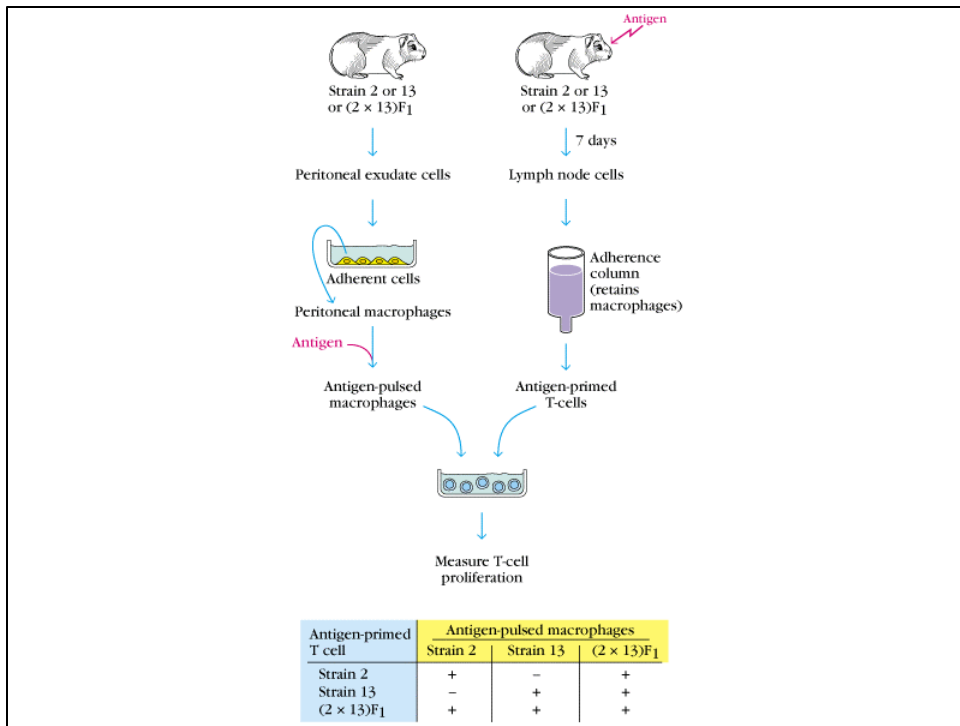 Antigen
Strain 2 or 13
or (2 × 13)F1
Strain 2 or 13
or (2 × 13)F1
7 days
Peritoneal exudate cells
Lymph node cells
Adherent cells
Adherence
column
(retains
macrophages)
Peritoneal macrophages
Antigen
Antigen-pulsed
macrophages
Antigen-primed
T-cells
Measure T-cell
proliferation
Antigen-primed
T cell
Antigen-pulsed macrophages
Strain 2 Strain 13 (2 × 13)F1
Strain 2 + – +
Strain 13 – + +
(2 × 13)F1 + + +